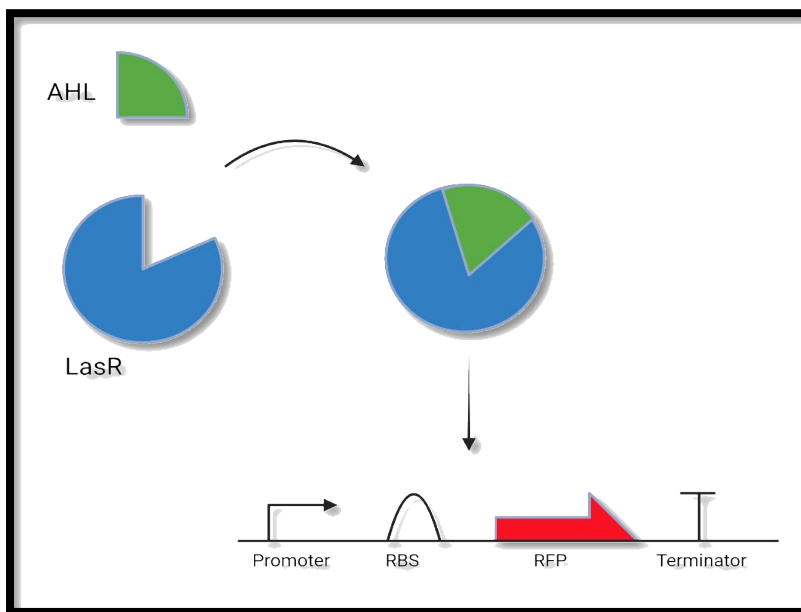 AHL
LasR
Promoter
RBS
RFP
Terminator